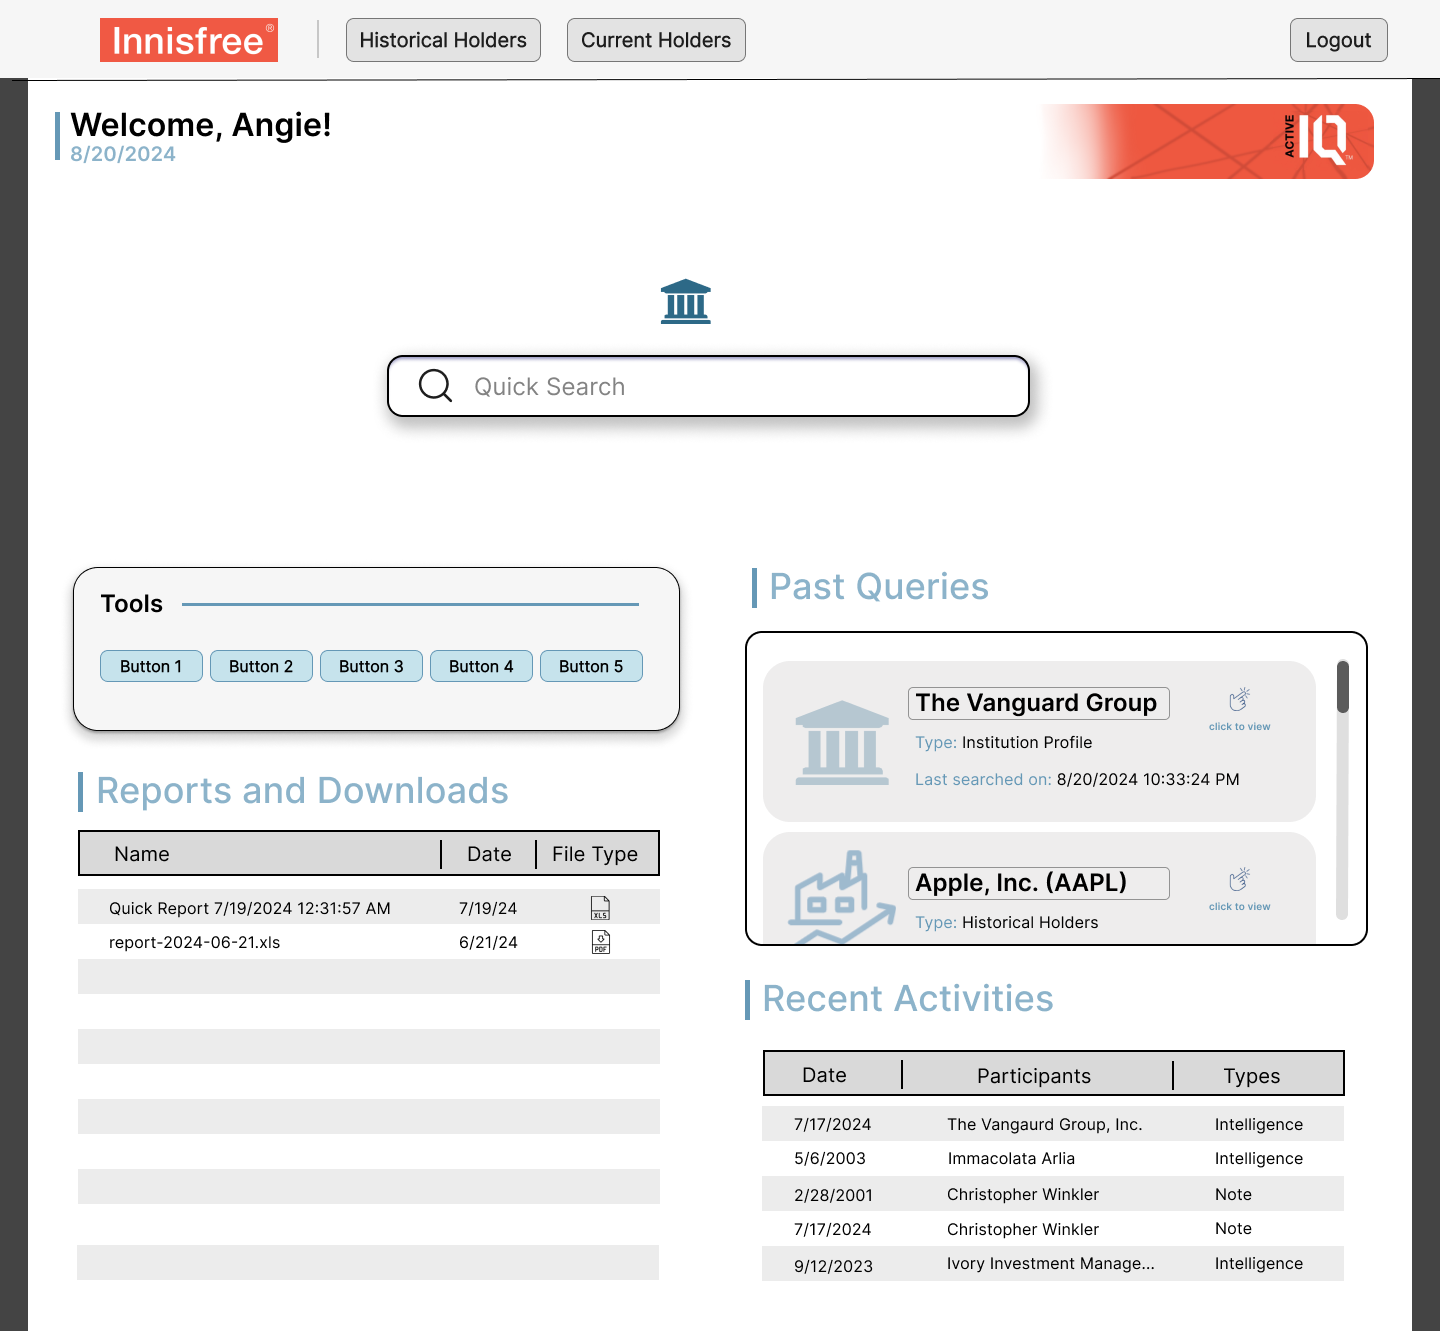 Innisfree®
Historical Holders
Current Holders
Logout
Welcome, Angie!
8/20/2024
ACTIVE IQ™
Quick Search
Tools
Button 1
Button 2
Button 3
Button 4
Button 5
Reports and Downloads
Name Date File Type
Quick Report 7/19/2024 12:31:57 AM 7/19/24 XLS
report-2024-06-21.xls 6/21/24 PDF
Past Queries
The Vanguard Group
click to view
Type: Institution Profile
Last searched on: 8/20/2024 10:33:24 PM
Apple, Inc. (AAPL)
click to view
Type: Historical Holders
Recent Activities
Date Participants Types
7/17/2024 The Vangaurd Group, Inc. Intelligence
5/6/2003 Immacolata Arlia Intelligence
2/28/2001 Christopher Winkler Note
7/17/2024 Christopher Winkler Note
9/12/2023 Ivory Investment Manage... Intelligence